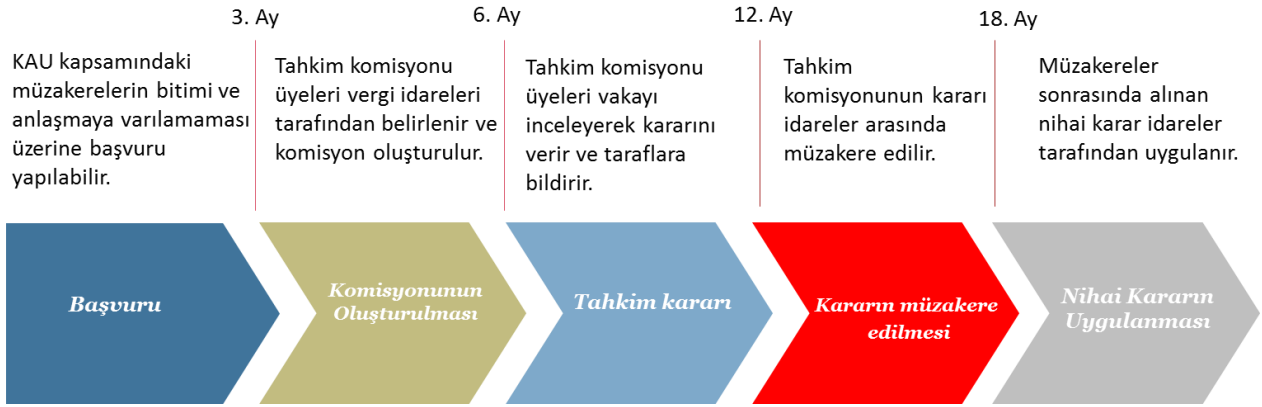 3. Ay
6. Ay
12. Ay
18. Ay
KAU kapsamındaki
müzakerelerin bitimi ve
anlaşmaya varılamaması
üzerine başvuru
yapılabilir.
Tahkim komisyonu
üyeleri vergi idareleri
tarafından belirlenir ve
komisyon oluşturulur.
Tahkim komisyonu
üyeleri vakayı
inceleyerek kararını
verir ve taraflara
bildirir.
Tahkim
komisyonunun kararı
idareler arasında
müzakere edilir.
Müzakereler
sonrasında alınan
nihai karar idareler
tarafından uygulanır.
Başvuru
Komisyonunun
Oluşturulması
Tahkim kararı
Kararın müzakere
edilmesi
Nihai Kararın
Uygulanması